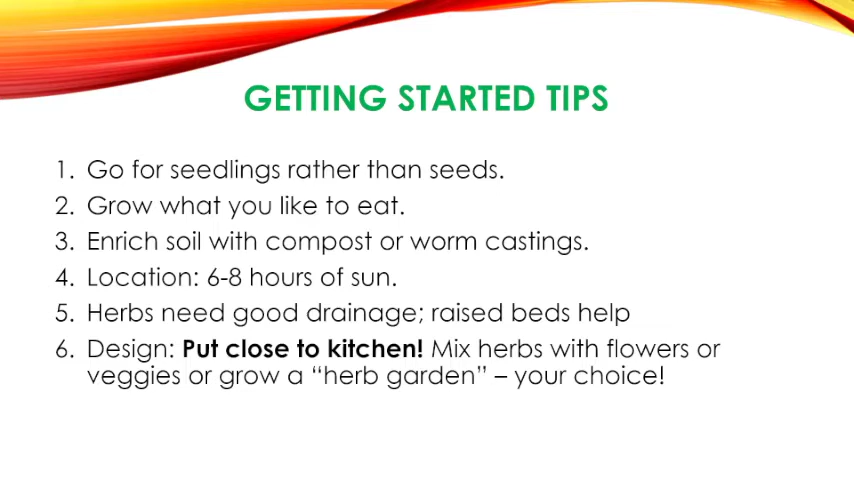 GETTING STARTED TIPS
1. Go for seedlings rather than seeds.
2. Grow what you like to eat.
3. Enrich soil with compost or worm castings.
4. Location: 6-8 hours of sun.
5. Herbs need good drainage; raised beds help
6. Design: Put close to kitchen! Mix herbs with flowers or
veggies or grow a “herb garden” – your choice!